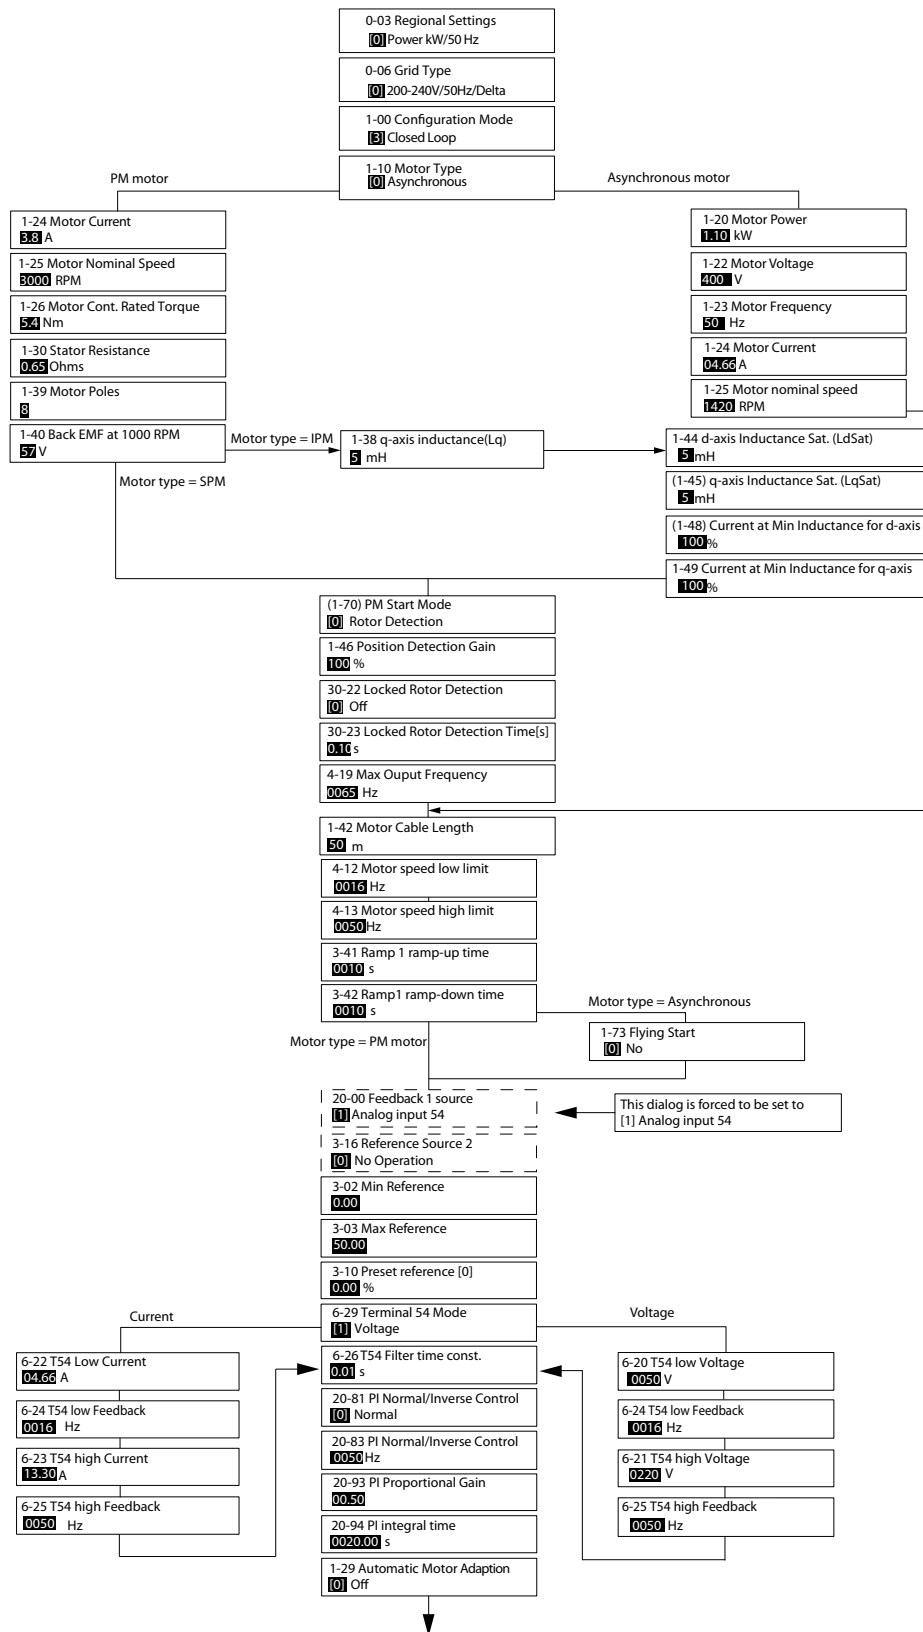 0-03 Regional Settings
[0] Power kW/50 Hz
0-06 Grid Type
[0] 200-240V/50Hz/Delta
1-00 Configuration Mode
[3] Closed Loop
1-10 Motor Type
[0] Asynchronous
PM motor
Asynchronous motor
1-24 Motor Current
3.8 A
1-25 Motor Nominal Speed
3000 RPM
1-26 Motor Cont. Rated Torque
5.4 Nm
1-30 Stator Resistance
0.65 Ohms
1-39 Motor Poles
8
1-40 Back EMF at 1000 RPM
57 V
1-20 Motor Power
1.10 kW
1-22 Motor Voltage
400 V
1-23 Motor Frequency
50 Hz
1-24 Motor Current
04.66 A
1-25 Motor nominal speed
1420 RPM
Motor type = IPM
1-38 q-axis inductance(Lq)
5 mH
1-44 d-axis Inductance Sat. (LdSat)
5 mH
(1-45) q-axis Inductance Sat. (LqSat)
5 mH
(1-48) Current at Min Inductance for d-axis
100 %
1-49 Current at Min Inductance for q-axis
100 %
Motor type = SPM
(1-70) PM Start Mode
[0] Rotor Detection
1-46 Position Detection Gain
100 %
30-22 Locked Rotor Detection
[0] Off
30-23 Locked Rotor Detection Time[s]
0.10 s
4-19 Max Ouput Frequency
0065 Hz
1-42 Motor Cable Length
50 m
4-12 Motor speed low limit
0016 Hz
4-13 Motor speed high limit
0050 Hz
3-41 Ramp 1 ramp-up time
0010 s
3-42 Ramp1 ramp-down time
0010 s
Motor type = Asynchronous
1-73 Flying Start
[0] No
Motor type = PM motor
20-00 Feedback 1 source
[1] Analog input 54
This dialog is forced to be set to
[1] Analog input 54
3-16 Reference Source 2
[0] No Operation
3-02 Min Reference
0.00
3-03 Max Reference
50.00
3-10 Preset reference [0]
0.00 %
6-29 Terminal 54 Mode
[1] Voltage
Current
Voltage
6-22 T54 Low Current
04.66 A
6-24 T54 low Feedback
0016 Hz
6-23 T54 high Current
13.30 A
6-25 T54 high Feedback
0050 Hz
6-26 T54 Filter time const.
0.01 s
20-81 PI Normal/Inverse Control
[0] Normal
20-83 PI Normal/Inverse Control
0050 Hz
20-93 PI Proportional Gain
00.50
20-94 PI integral time
0020.00 s
1-29 Automatic Motor Adaption
[0] Off
6-20 T54 low Voltage
0050 V
6-24 T54 low Feedback
0016 Hz
6-21 T54 high Voltage
0220 V
6-25 T54 high Feedback
0050 Hz